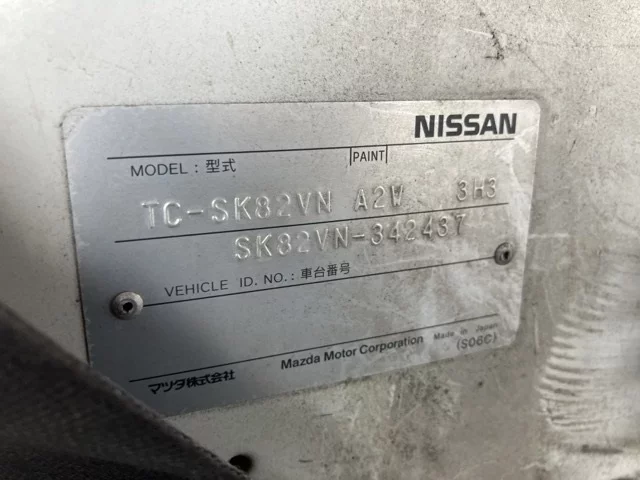 NISSAN
MODEL : 型式
PAINT
TC-SK82VN A2W 3H3
SK82VN-342437
VEHICLE ID. NO. : 車台番号
マツダ株式会社
Mazda Motor Corporation
Made in Japan
(S06C)